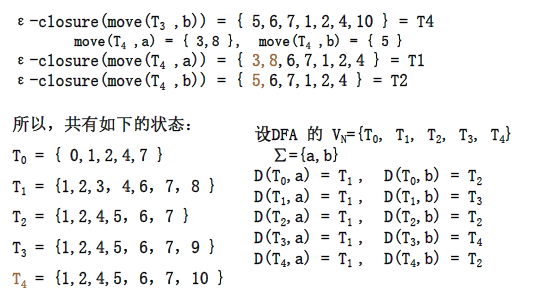 ε-closure(move(T₃ ,b)) = { 5,6,7,1,2,4,10 } = T4
move(T₄ ,a) = { 3,8 }, move(T₄ ,b) = { 5 }
ε-closure(move(T₄ ,a)) = { 3,8,6,7,1,2,4 } = T1
ε-closure(move(T₄ ,b)) = { 5,6,7,1,2,4 } = T2
所以，共有如下的状态：
T₀ = { 0,1,2,4,7 }
T₁ = {1,2,3, 4,6, 7, 8 }
T₂ = {1,2,4,5, 6, 7 }
T₃ = {1,2,4,5, 6, 7, 9 }
T₄ = {1,2,4,5, 6, 7, 10 }
设DFA 的 V_N={T₀, T₁, T₂, T₃, T₄}
Σ={a,b}
D(T₀,a) = T₁ , D(T₀,b) = T₂
D(T₁,a) = T₁ , D(T₁,b) = T₃
D(T₂,a) = T₁ , D(T₂,b) = T₂
D(T₃,a) = T₁ , D(T₃,b) = T₄
D(T₄,a) = T₁ , D(T₄,b) = T₂